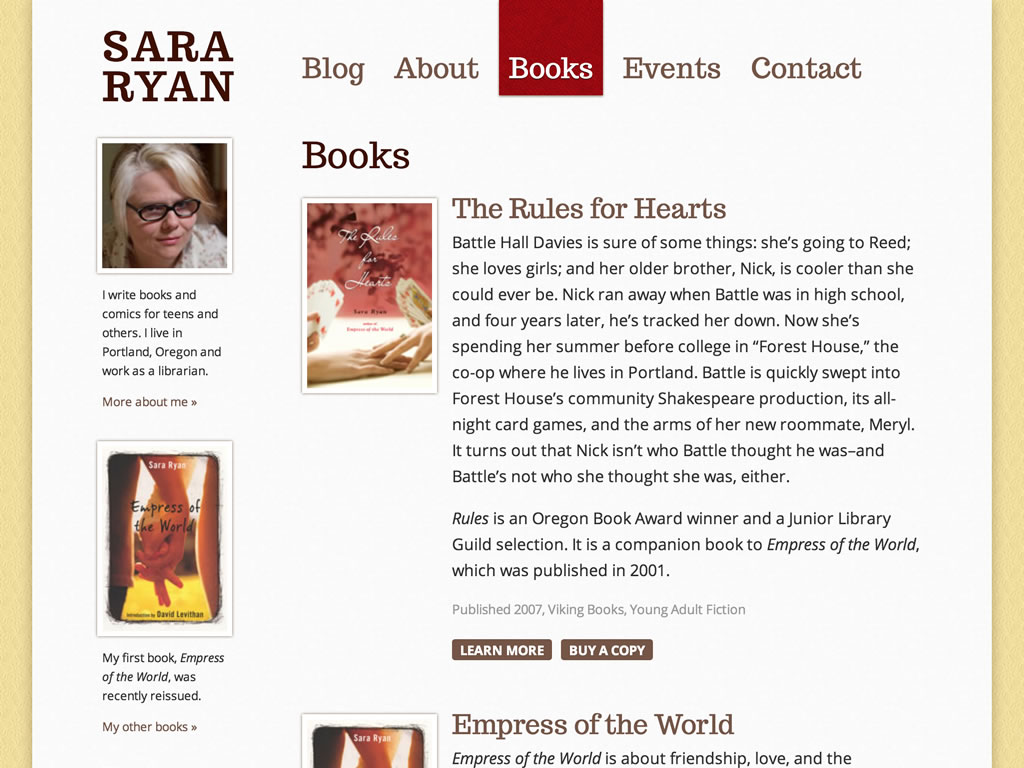 SARA
RYAN
Blog
About
Books
Events
Contact
I write books and
comics for teens and
others. I live in
Portland, Oregon and
work as a librarian.
More about me »
Sara Ryan
Empress of
the World
Introduction by David Levithan
My first book, Empress
of the World, was
recently reissued.
My other books »
Books
The Rules
for
Hearts
Sara Ryan
author of
Empress of the World
The Rules for Hearts
Battle Hall Davies is sure of some things: she’s going to Reed;
she loves girls; and her older brother, Nick, is cooler than she
could ever be. Nick ran away when Battle was in high school,
and four years later, he’s tracked her down. Now she’s
spending her summer before college in “Forest House,” the
co-op where he lives in Portland. Battle is quickly swept into
Forest House’s community Shakespeare production, its all-
night card games, and the arms of her new roommate, Meryl.
It turns out that Nick isn’t who Battle thought he was–and
Battle’s not who she thought she was, either.
Rules is an Oregon Book Award winner and a Junior Library
Guild selection. It is a companion book to Empress of the World,
which was published in 2001.
Published 2007, Viking Books, Young Adult Fiction
LEARN MORE
BUY A COPY
Sara Ryan
Empress of the World
Empress of the World is about friendship, love, and the